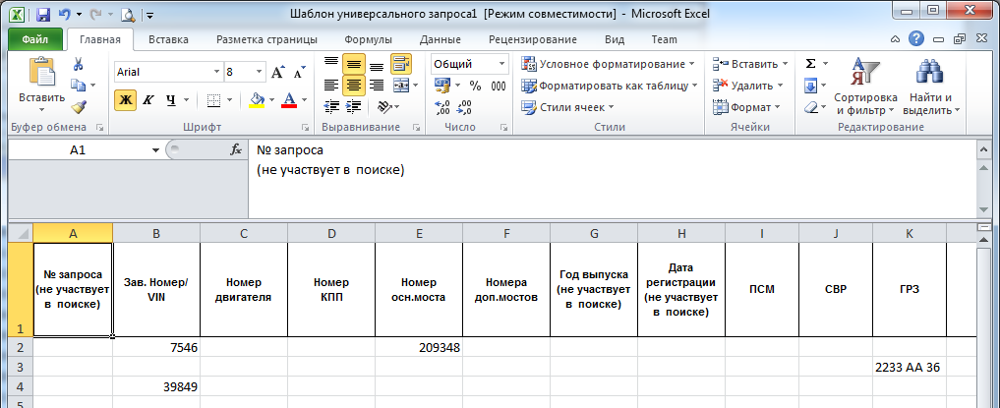 Шаблон универсального запроса1 [Режим совместимости] - Microsoft Excel
Файл Главная Вставка Разметка страницы Формулы Данные Рецензирование Вид Team
Вставить
Буфер обмена
Arial 8
Ж К Ч
Шрифт
Выравнивание
Общий
Число
Условное форматирование
Форматировать как таблицу
Стили ячеек
Стили
Вставить
Удалить
Формат
Ячейки
Сортировка и фильтр
Найти и выделить
Редактирование
A1
fx
№ запроса
(не участвует в поиске)
A B C D E F G H I J K
1
№ запроса
(не участвует
в поиске)
Зав. Номер/
VIN
Номер
двигателя
Номер
КПП
Номер
осн.моста
Номера
доп.мостов
Год выпуска
(не участвует
в поиске)
Дата
регистрации
(не участвует
в поиске)
ПСМ
СВР
ГРЗ
2 7546 209348
3 2233 АА 36
4 39849
5